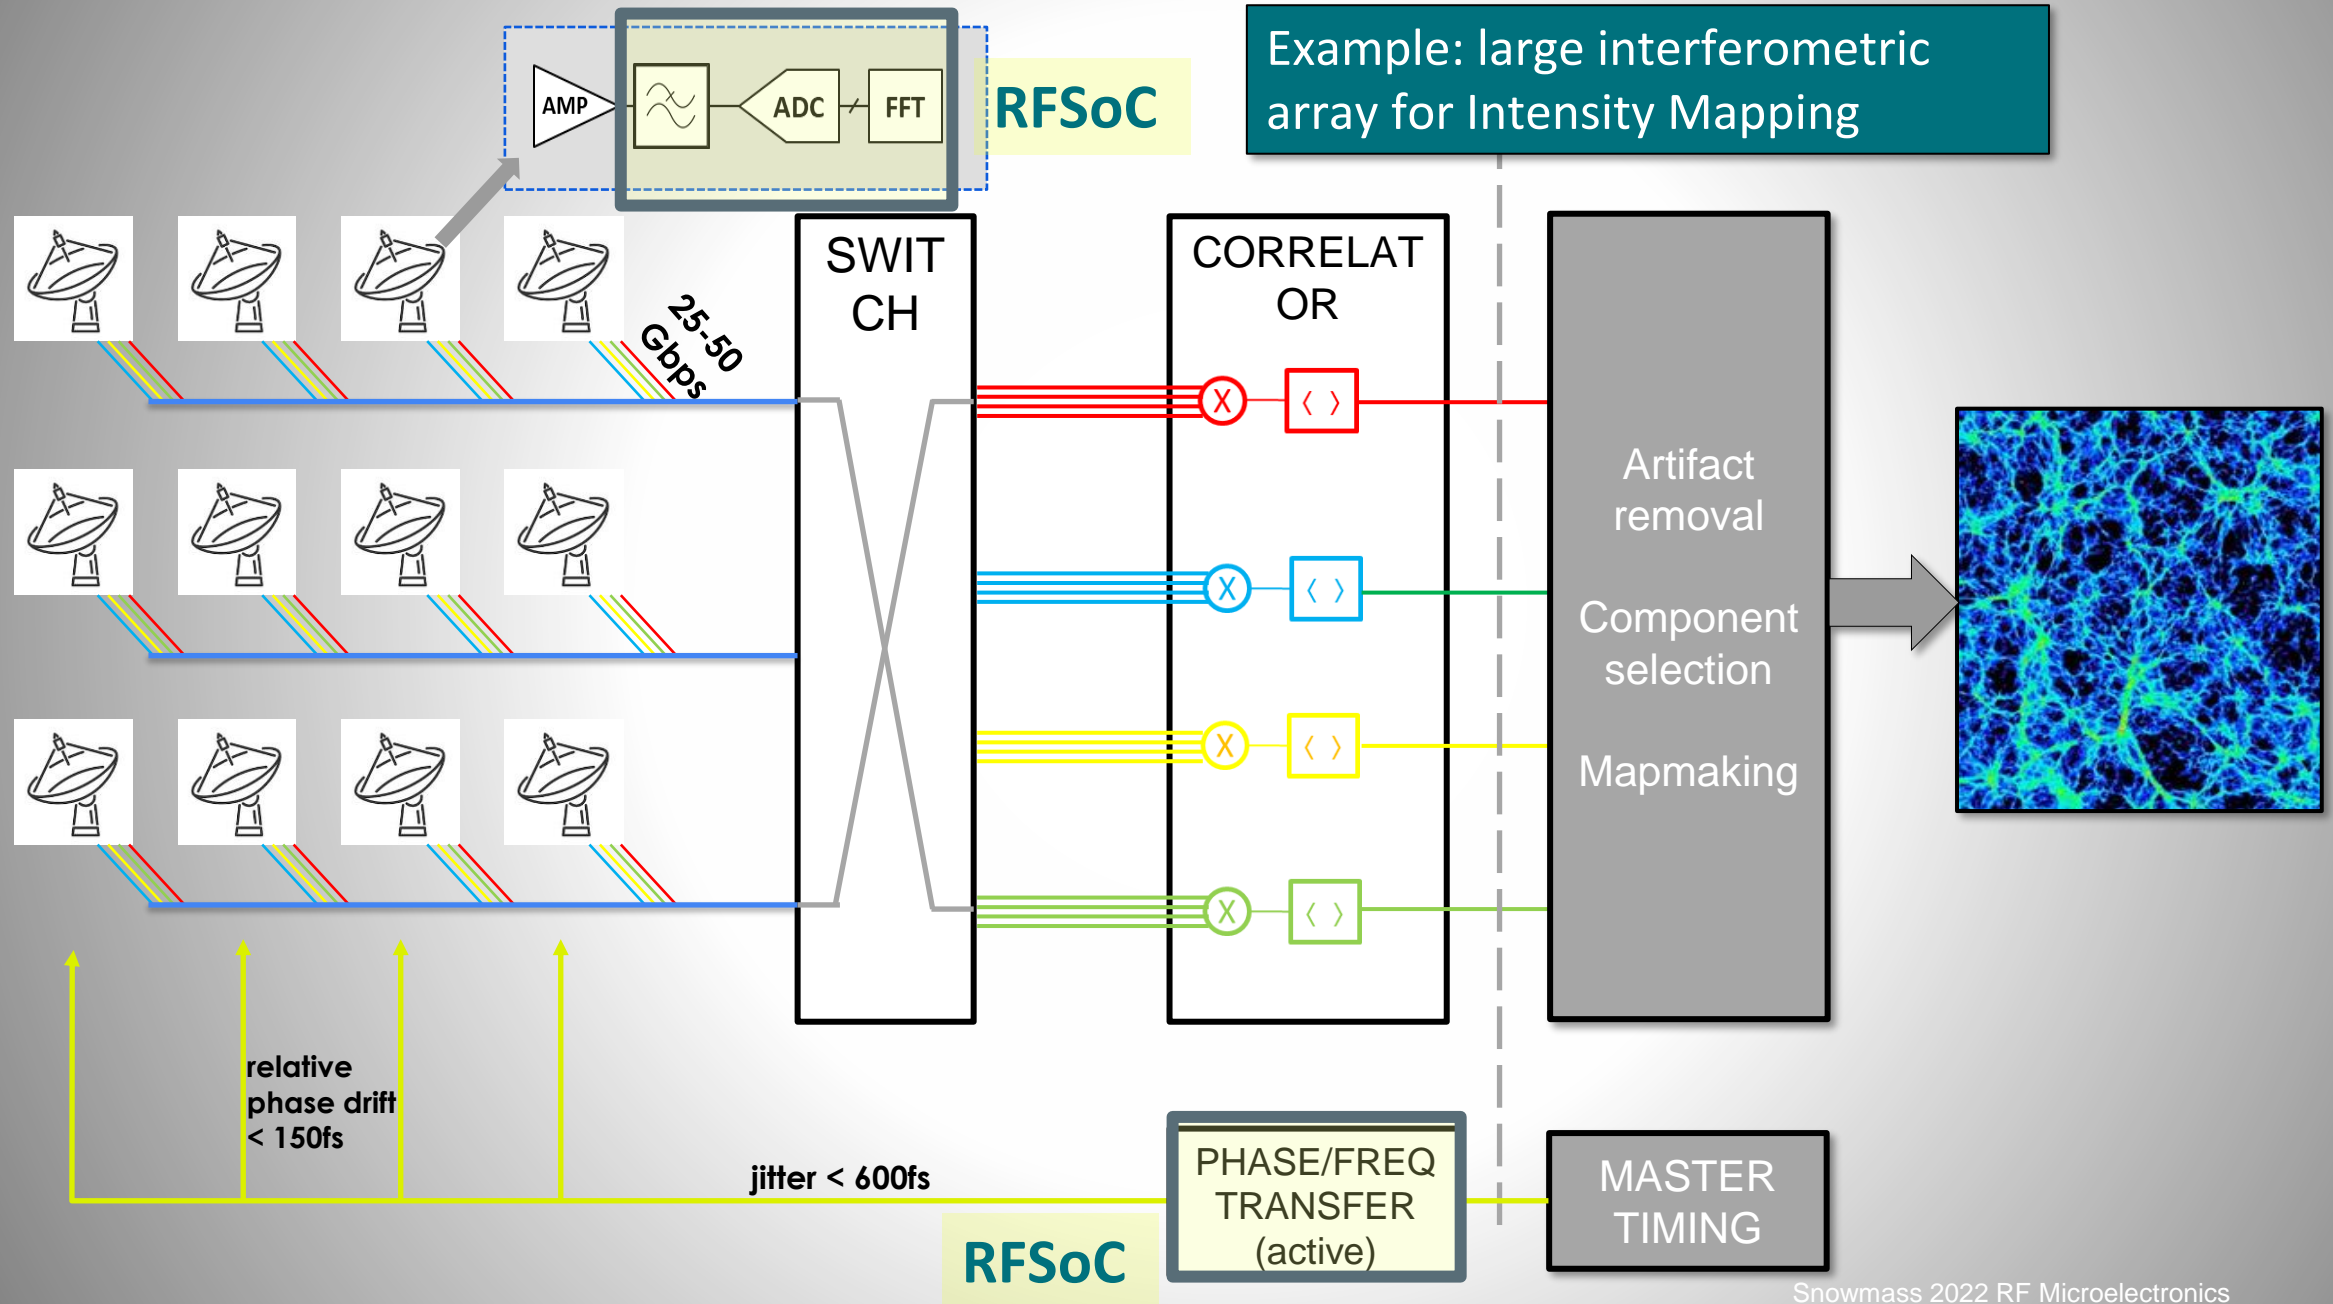 Example: large interferometric
array for Intensity Mapping
AMP
ADC
FFT
RFSoC
25-50
Gbps
SWIT
CH
CORRELAT
OR
X
⟨ ⟩
X
⟨ ⟩
X
⟨ ⟩
X
⟨ ⟩
Artifact
removal
Component
selection
Mapmaking
relative
phase drift
< 150fs
jitter < 600fs
RFSoC
PHASE/FREQ
TRANSFER
(active)
MASTER
TIMING
Snowmass 2022 RF Microelectronics